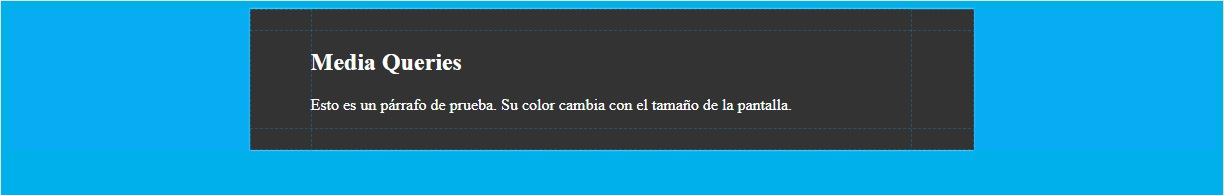 Media Queries
Esto es un párrafo de prueba. Su color cambia con el tamaño de la pantalla.